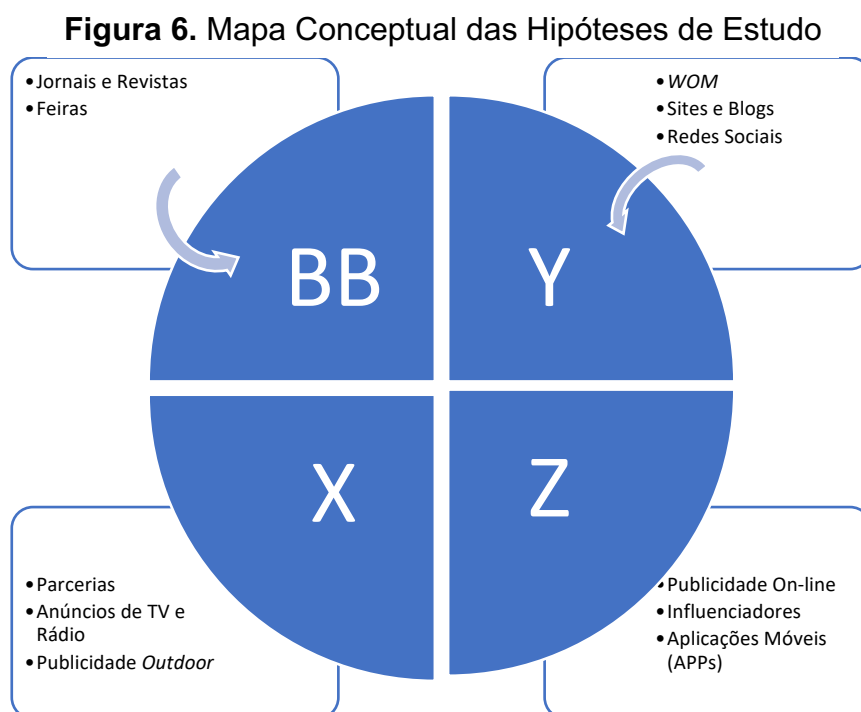 Figura 6. Mapa Conceptual das Hipóteses de Estudo
•Jornais e Revistas
•Feiras
•WOM
•Sites e Blogs
•Redes Sociais
BB
Y
X
Z
•Parcerias
•Anúncios de TV e
Rádio
•Publicidade Outdoor
•Publicidade On-line
•Influenciadores
•Aplicações Móveis
(APPs)